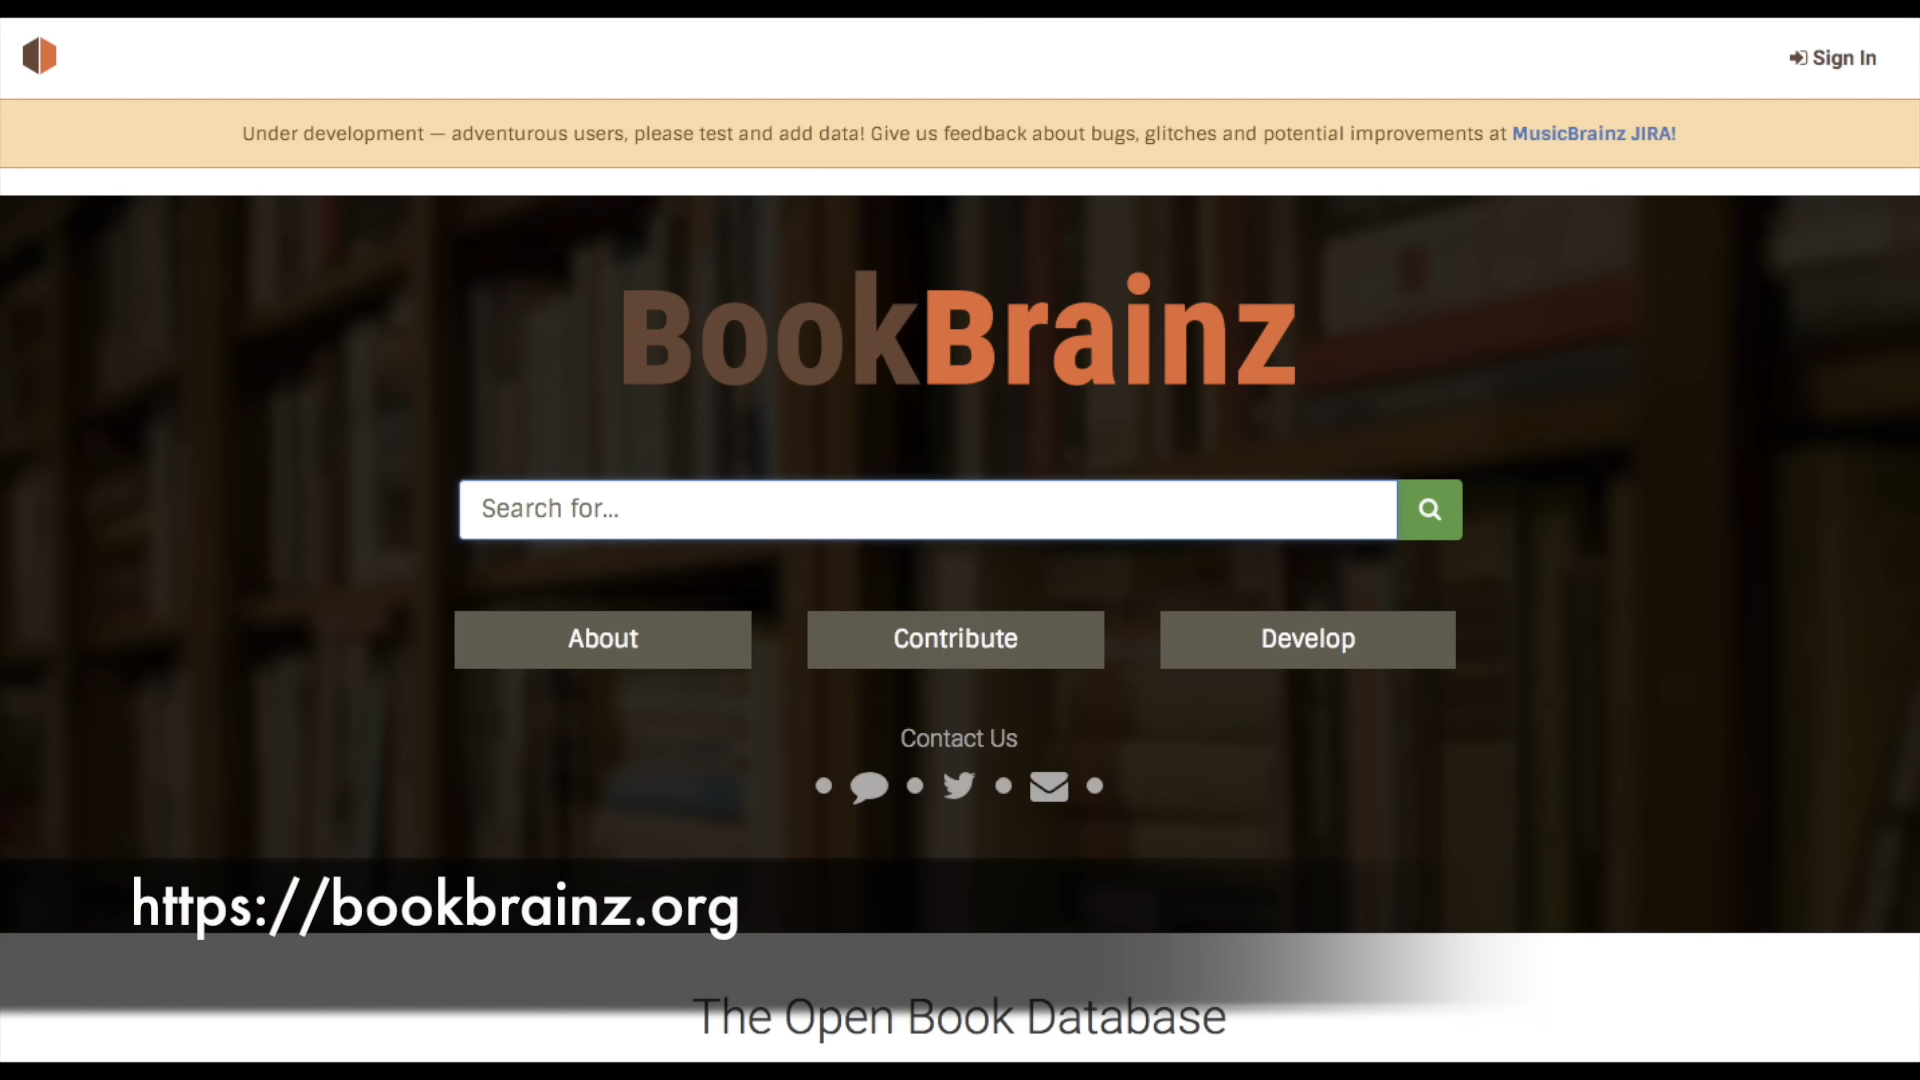 Sign In
Under development — adventurous users, please test and add data! Give us feedback about bugs, glitches and potential improvements at MusicBrainz JIRA!
BookBrainz
Search for...
About
Contribute
Develop
Contact Us
https://bookbrainz.org
The Open Book Database